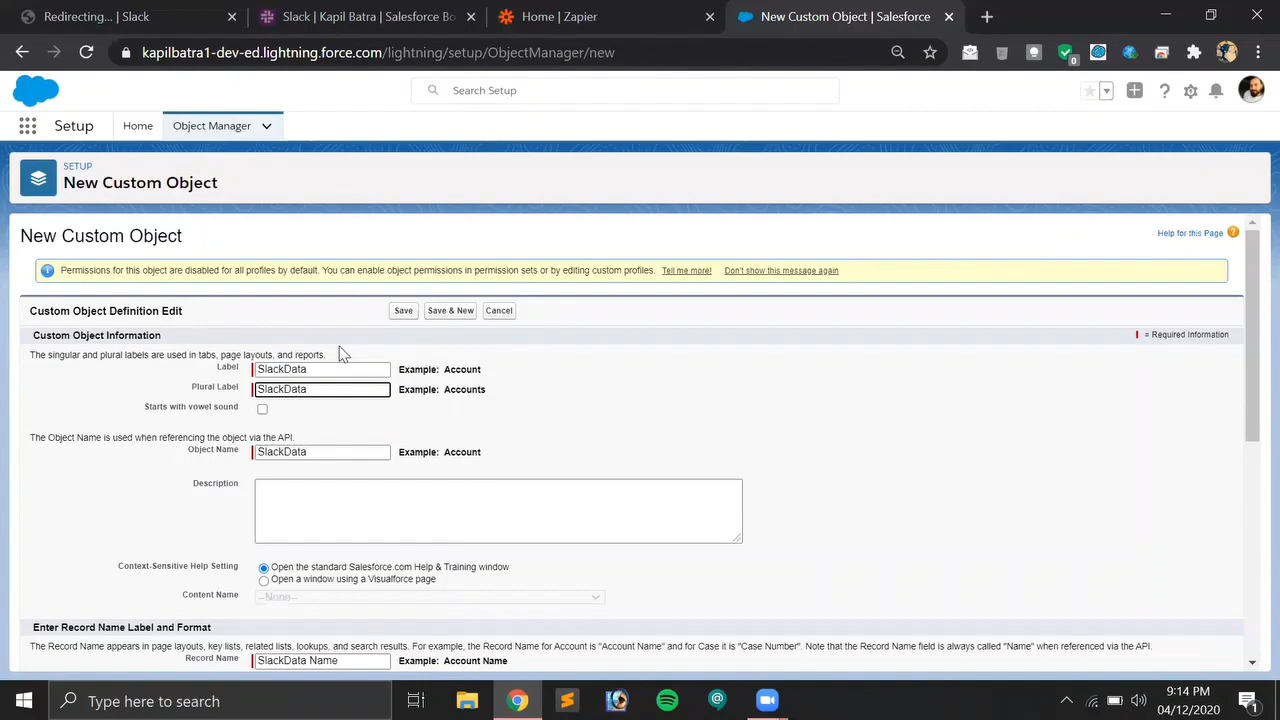 Redirecting... | Slack
Slack | Kapil Batra | Salesforce Bo
Home | Zapier
New Custom Object | Salesforce
kapilbatra1-dev-ed.lightning.force.com/lightning/setup/ObjectManager/new
0
Search Setup
Setup
Home
Object Manager
SETUP
New Custom Object
New Custom Object
Help for this Page
Permissions for this object are disabled for all profiles by default. You can enable object permissions in permission sets or by editing custom profiles. Tell me more! Don't show this message again
Custom Object Definition Edit
Save
Save & New
Cancel
Custom Object Information
= Required Information
The singular and plural labels are used in tabs, page layouts, and reports.
Label
SlackData
Example: Account
Plural Label
SlackData
Example: Accounts
Starts with vowel sound
The Object Name is used when referencing the object via the API.
Object Name
SlackData
Example: Account
Description
Context-Sensitive Help Setting
Open the standard Salesforce.com Help & Training window
Open a window using a Visualforce page
Content Name
--None--
Enter Record Name Label and Format
The Record Name appears in page layouts, key lists, related lists, lookups, and search results. For example, the Record Name for Account is "Account Name" and for Case it is "Case Number". Note that the Record Name field is always called "Name" when referenced via the API.
Record Name
SlackData Name
Example: Account Name
Type here to search
9:14 PM
04/12/2020
1